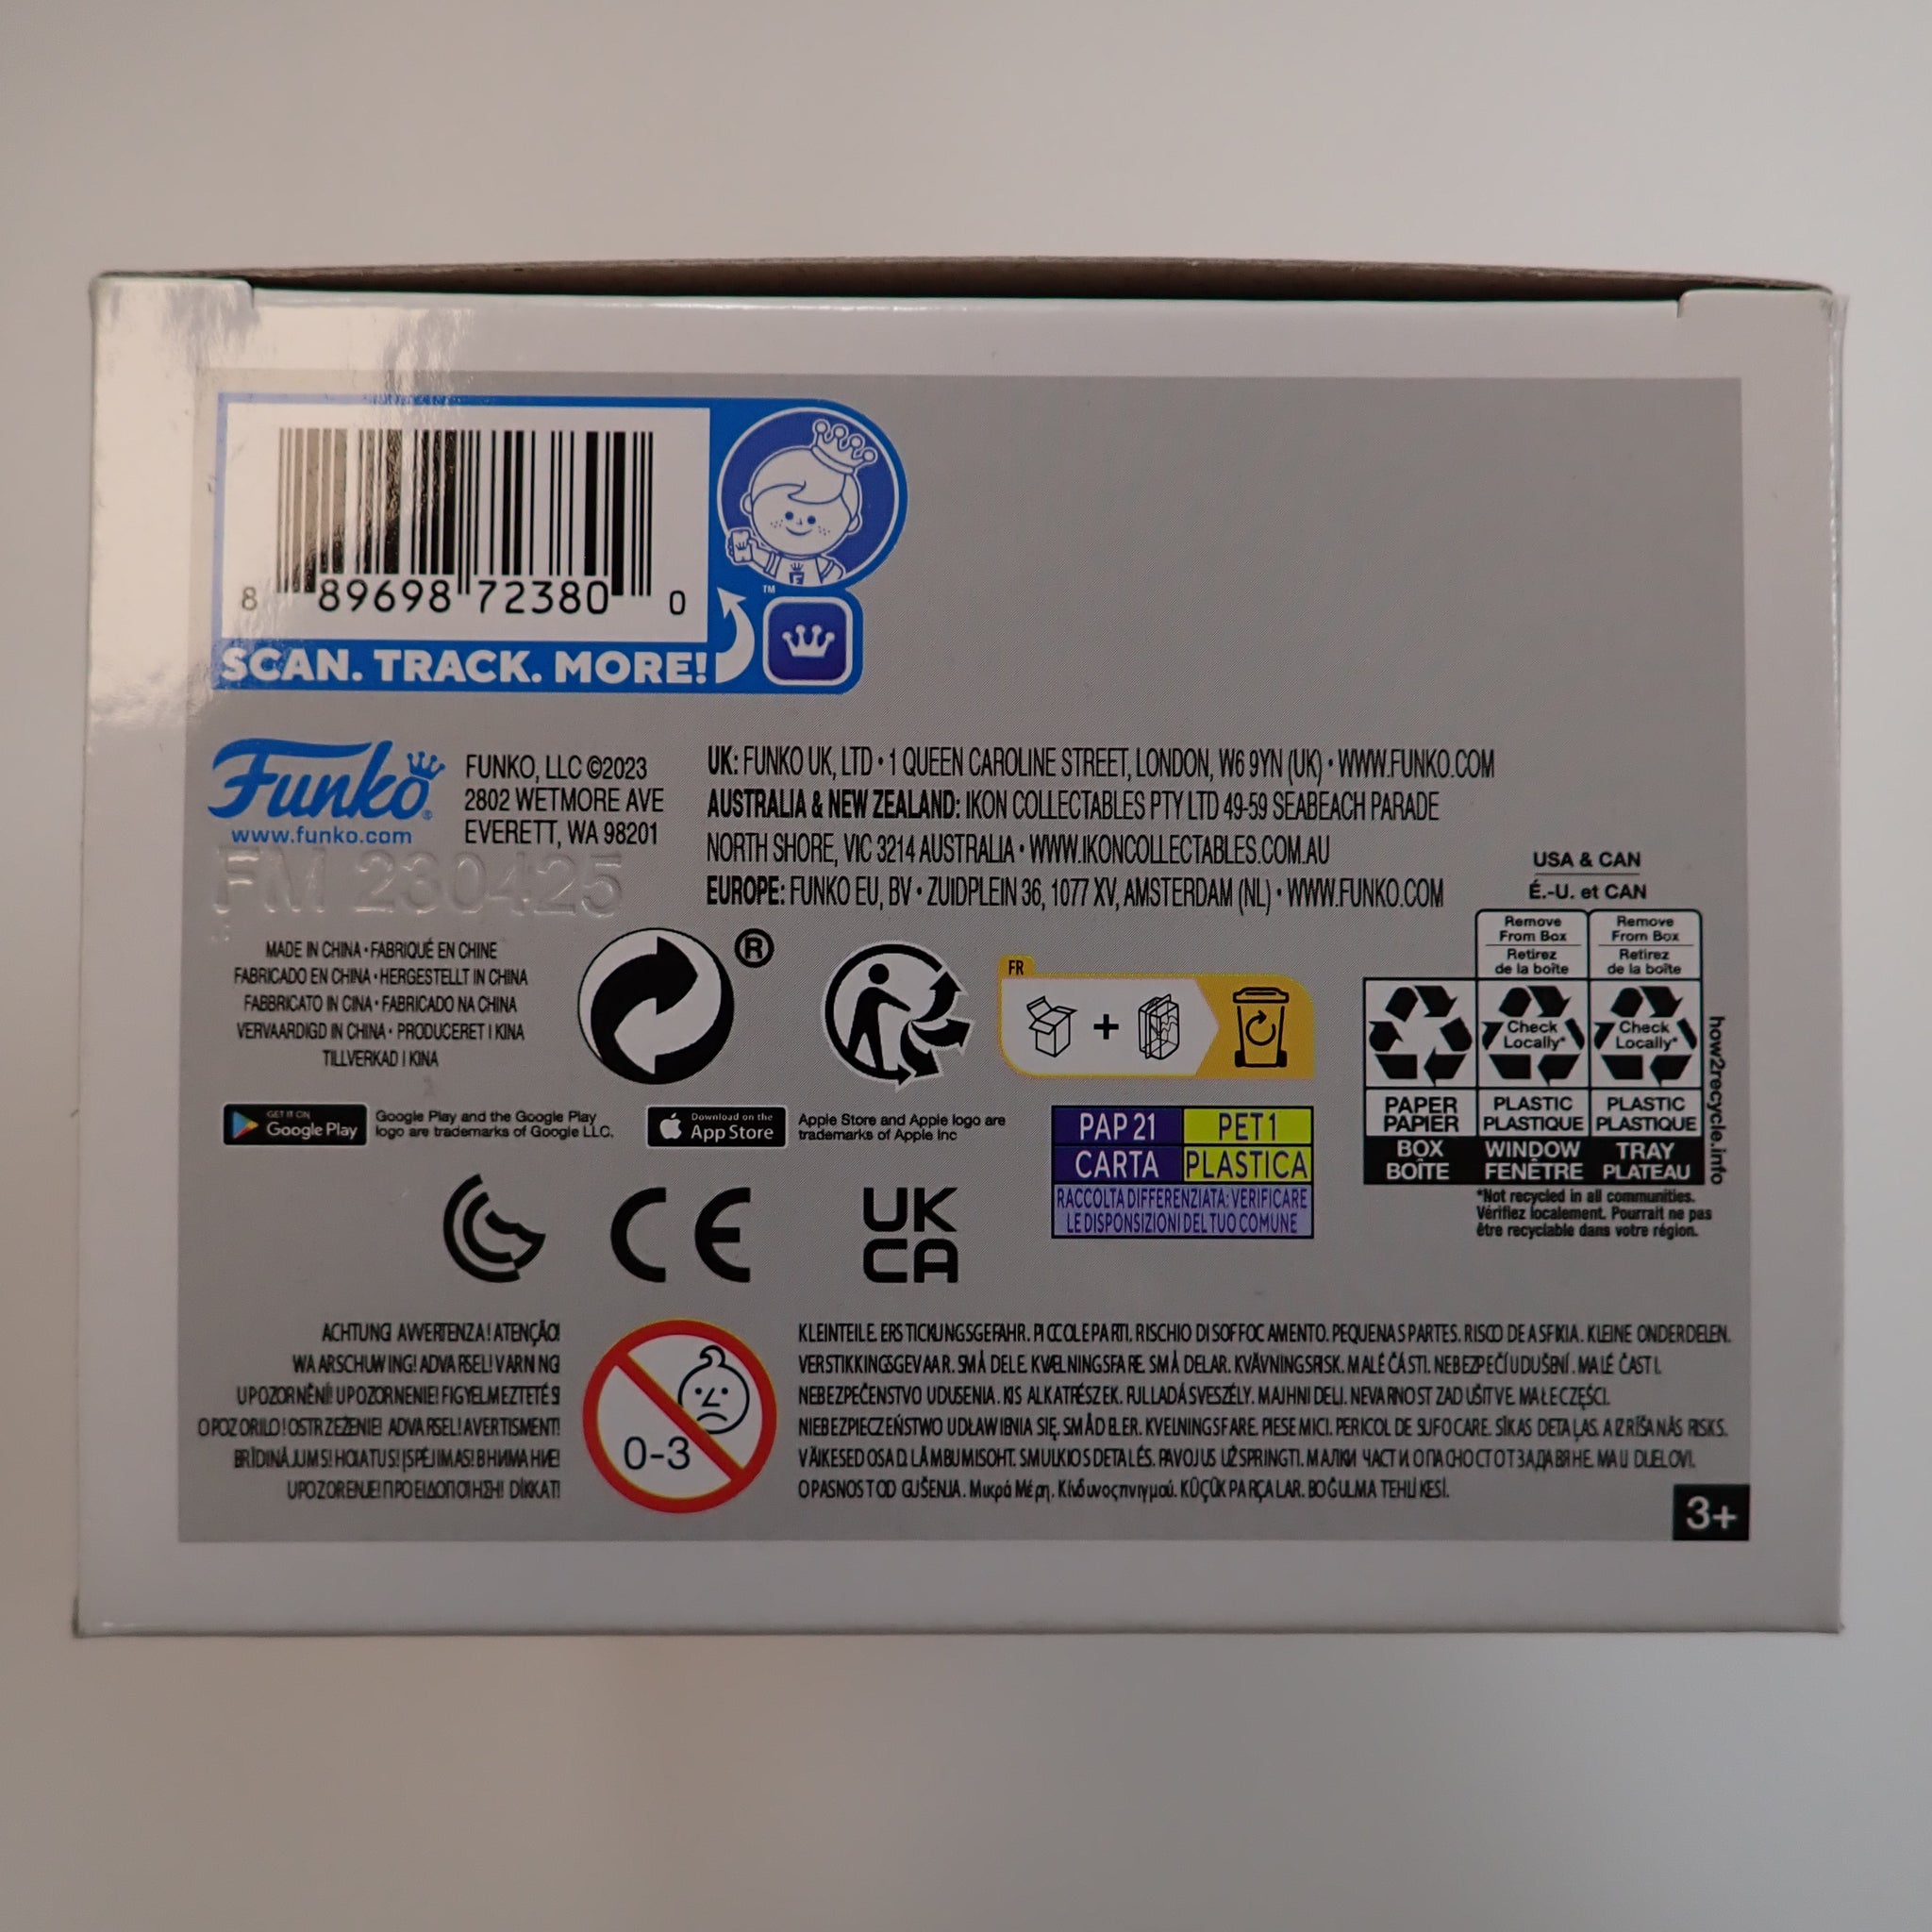 8 89698 72380 0
SCAN. TRACK. MORE!
TM
Funko®
www.funko.com
FUNKO, LLC ©2023
2802 WETMORE AVE
EVERETT, WA 98201
UK: FUNKO UK, LTD • 1 QUEEN CAROLINE STREET, LONDON, W6 9YN (UK) • WWW.FUNKO.COM
AUSTRALIA & NEW ZEALAND: IKON COLLECTABLES PTY LTD 49-59 SEABEACH PARADE
NORTH SHORE, VIC 3214 AUSTRALIA • WWW.IKONCOLLECTABLES.COM.AU
EUROPE: FUNKO EU, BV • ZUIDPLEIN 36, 1077 XV, AMSTERDAM (NL) • WWW.FUNKO.COM
FM 230425
MADE IN CHINA • FABRIQUÉ EN CHINE
FABRICADO EN CHINA • HERGESTELLT IN CHINA
FABBRICATO IN CINA • FABRICADO NA CHINA
VERVAARDIGD IN CHINA • PRODUCERET I KINA
TILLVERKAD I KINA
®
FR
+
USA & CAN
É.-U. et CAN
Remove
From Box
Retirez
de la boîte
Remove
From Box
Retirez
de la boîte
Check
Locally*
Check
Locally*
PAPER
PAPIER
PLASTIC
PLASTIQUE
PLASTIC
PLASTIQUE
BOX
BOÎTE
WINDOW
FENÊTRE
TRAY
PLATEAU
how2recycle.info
*Not recycled in all communities.
Vérifiez localement. Pourrait ne pas
être recyclable dans votre région.
GET IT ON
Google Play
Google Play and the Google Play
logo are trademarks of Google LLC.
Download on the
App Store
Apple Store and Apple logo are
trademarks of Apple Inc
PAP 21
CARTA
PET 1
PLASTICA
RACCOLTA DIFFERENZIATA: VERIFICARE
LE DISPONSIZIONI DEL TUO COMUNE
CE
UK
CA
ACHTUNG! AVVERTENZA! ATENÇÃO!
WAARSCHUWING! ADVARSEL! VARNING
UPOZORNĚNÍ! UPOZORNENIE! FIGYELMEZTETÉS!
OPOZORILO! OSTRZEŻENIE! ADVARSEL! AVERTISMENT!
BRĪDINĀJUMS! HOIATUS! ĮSPĖJIMAS! ВНИМАНИЕ!
UPOZORENJE! ΠΡΟΕΙΔΟΠΟΙΗΣΗ! DİKKAT!
0-3
KLEINTEILE. ERSTICKUNGSGEFAHR. PICCOLE PARTI. RISCHIO DI SOFFOCAMENTO. PEQUENAS PARTES. RISCO DE ASFIXIA. KLEINE ONDERDELEN.
VERSTIKKINGSGEVAAR. SMÅ DELE. KVÆLNINGSFARE. SMÅ DELAR. KVÄVNINGSRISK. MALÉ ČÁSTI. NEBEZPEČÍ UDUŠENÍ. MALÉ ČASTI.
NEBEZPEČENSTVO UDUSENIA. KIS ALKATRÉSZEK. FULLADÁSVESZÉLY. MAJHNI DELI. NEVARNOST ZADUŠITVE. MAŁE CZĘŚCI.
NIEBEZPIECZEŃSTWO UDŁAWIENIA SIĘ. SMÅ DELER. KVELNINGSFARE. PIESE MICI. PERICOL DE SUFOCARE. SĪKAS DETAĻAS. AIZRĪŠANĀS RISKS.
VÄIKESED OSAD. LÄMBUMISOHT. SMULKIOS DETALĖS. PAVOJUS UŽSPRINGTI. МАЛКИ ЧАСТИ ОПАСНОСТ ОТ ЗАДАВЯНЕ. MALI DIJELOVI.
OPASNOST OD GUŠENJA. Μικρά Μέρη. Κίνδυνος πνιγμού. KÜÇÜK PARÇALAR. BOĞULMA TEHLİKESİ.
3+